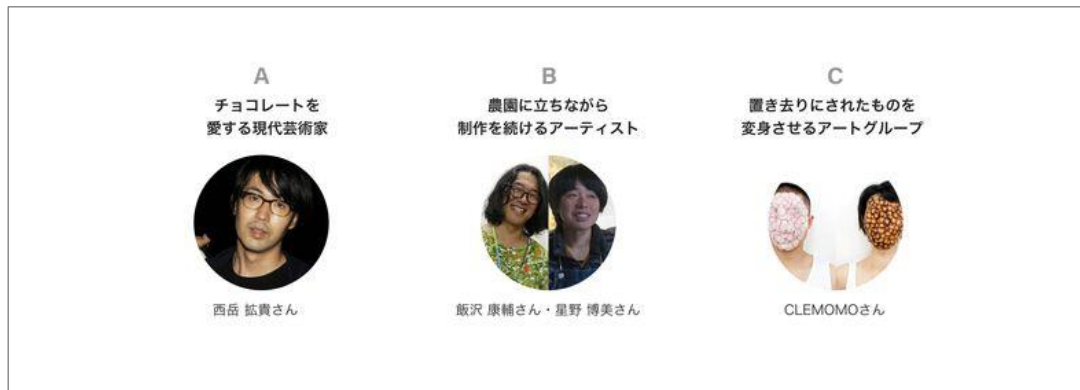 A
チョコレートを
愛する現代芸術家
西岳 拡貴さん
B
農園に立ちながら
制作を続けるアーティスト
飯沢 康輔さん・星野 博美さん
C
置き去りにされたものを
変身させるアートグループ
CLEMOMOさん